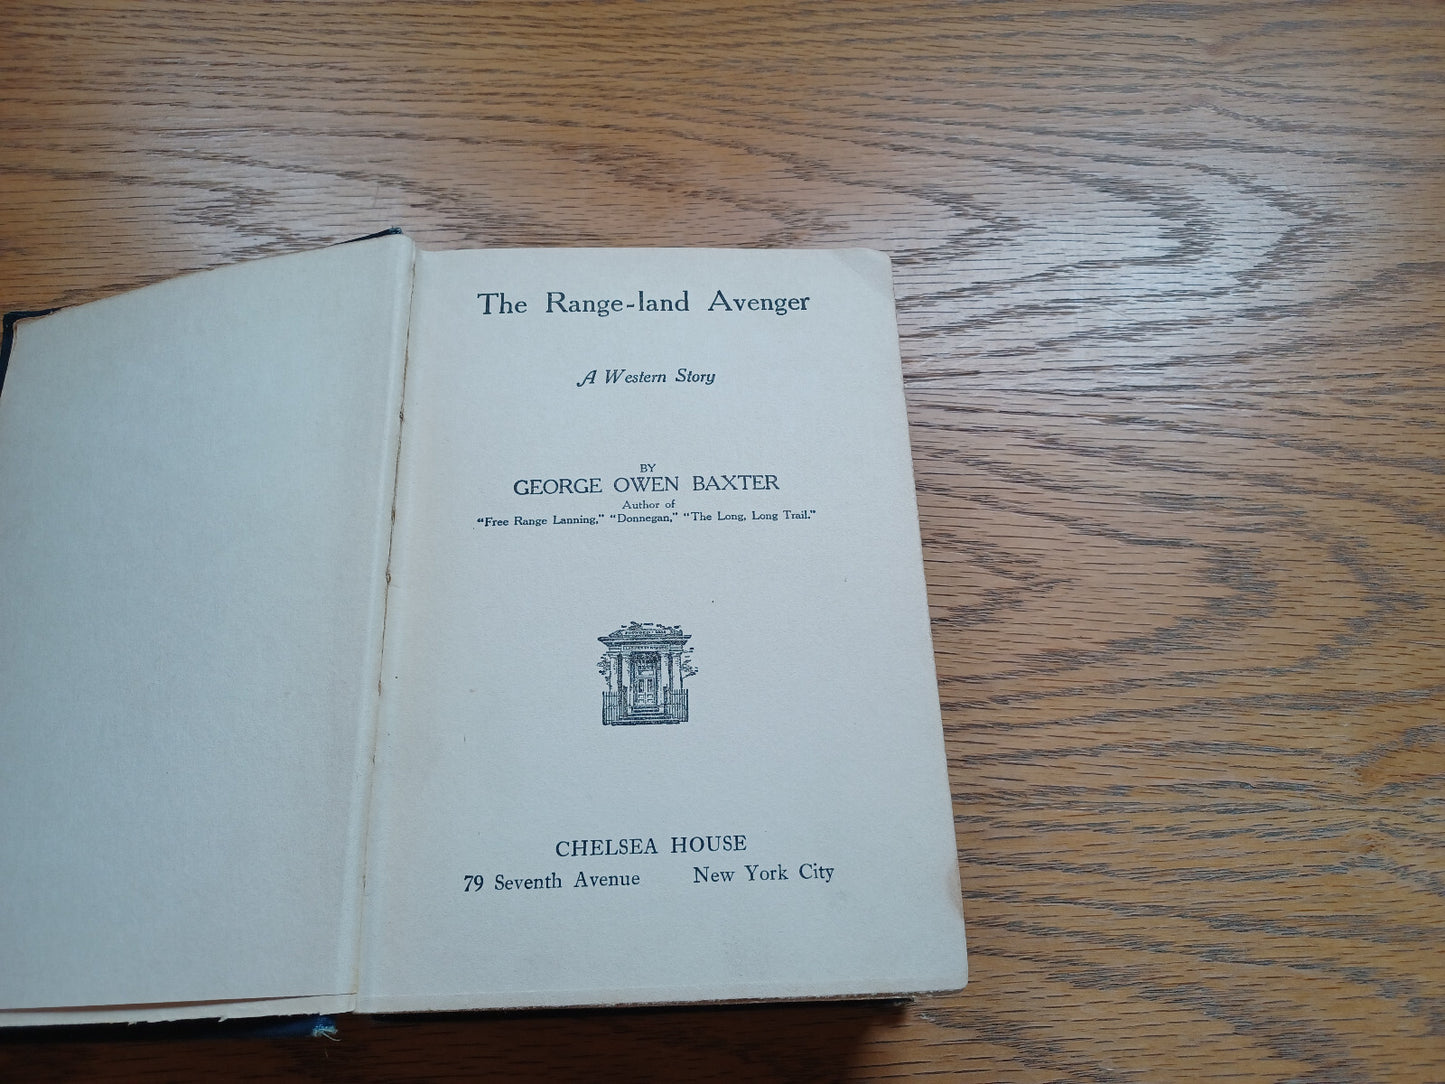 The Range-land Avenger
A Western Story
BY
GEORGE OWEN BAXTER
Author of
“Free Range Lanning,” “Donnegan,” “The Long, Long Trail.”
CHELSEA HOUSE
79 Seventh Avenue New York City